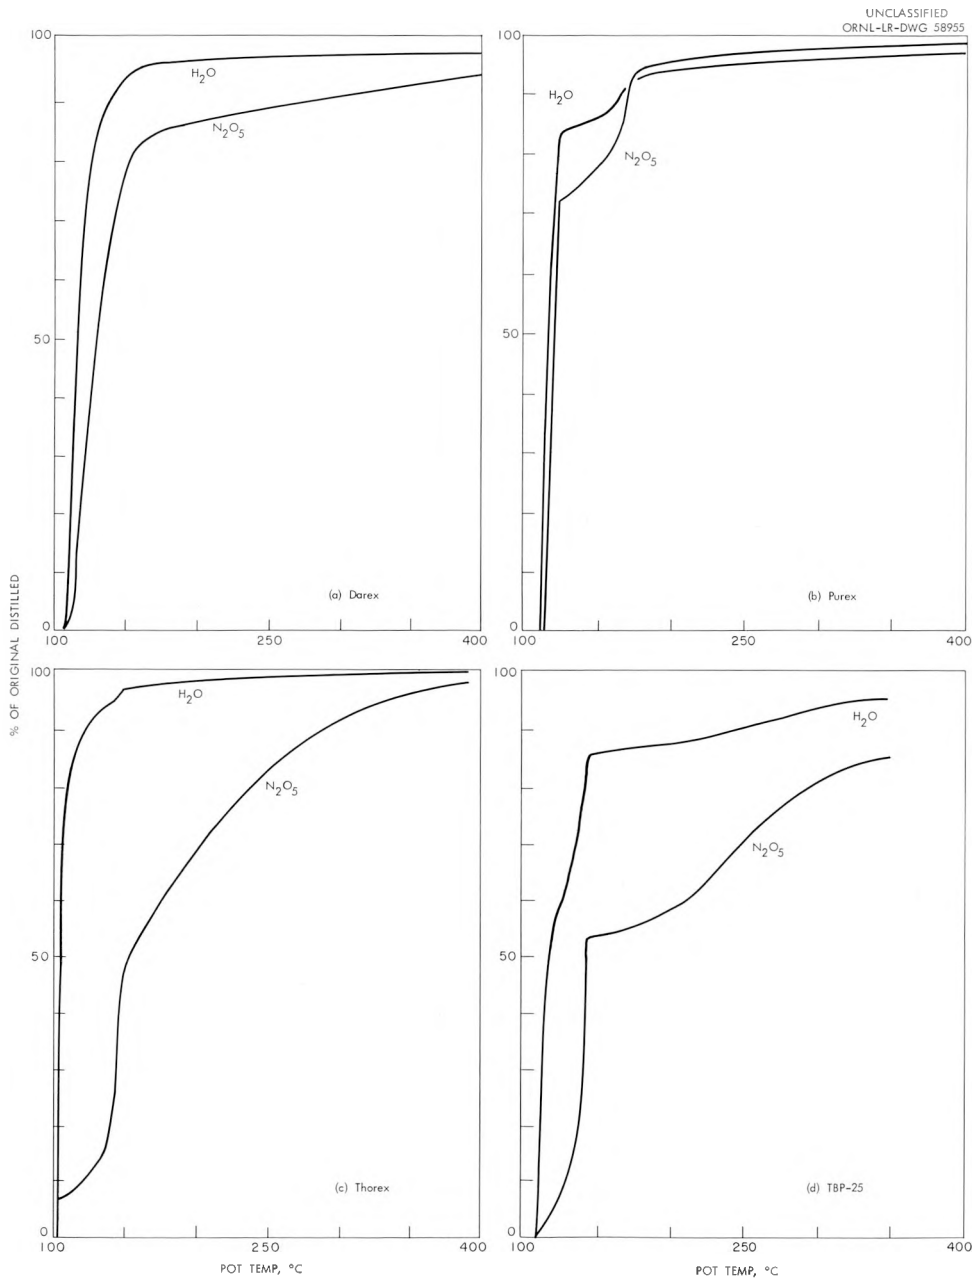 UNCLASSIFIED
ORNL-LR-DWG 58955
% OF ORIGINAL DISTILLED
100
H2O
N2O5
50
(a) Darex
0
100
250
400
100
H2O
N2O5
50
(b) Purex
0
100
250
400
100
H2O
N2O5
50
(c) Thorex
0
100
250
400
POT TEMP, °C
100
H2O
N2O5
50
(d) TBP-25
0
100
250
400
POT TEMP, °C